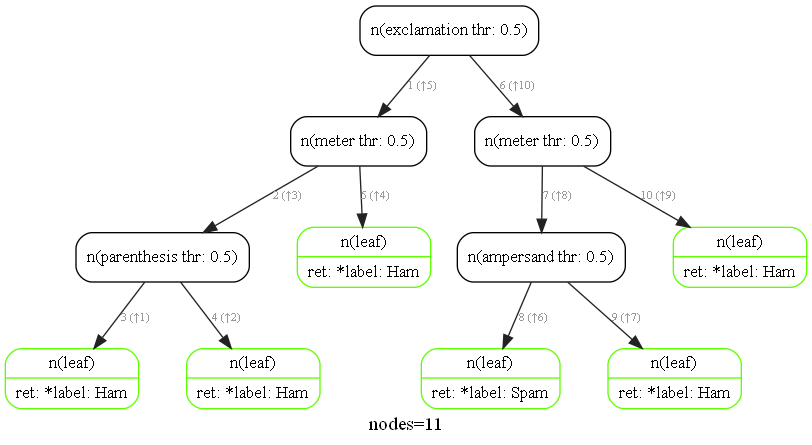 n(exclamation thr: 0.5)
1 (↑5)
6 (↑10)
n(meter thr: 0.5)
n(meter thr: 0.5)
2 (↑3)
5 (↑4)
7 (↑8)
10 (↑9)
n(parenthesis thr: 0.5)
n(leaf)
ret: *label: Ham
n(ampersand thr: 0.5)
n(leaf)
ret: *label: Ham
3 (↑1)
4 (↑2)
8 (↑6)
9 (↑7)
n(leaf)
ret: *label: Ham
n(leaf)
ret: *label: Ham
n(leaf)
ret: *label: Spam
n(leaf)
ret: *label: Ham
nodes=11